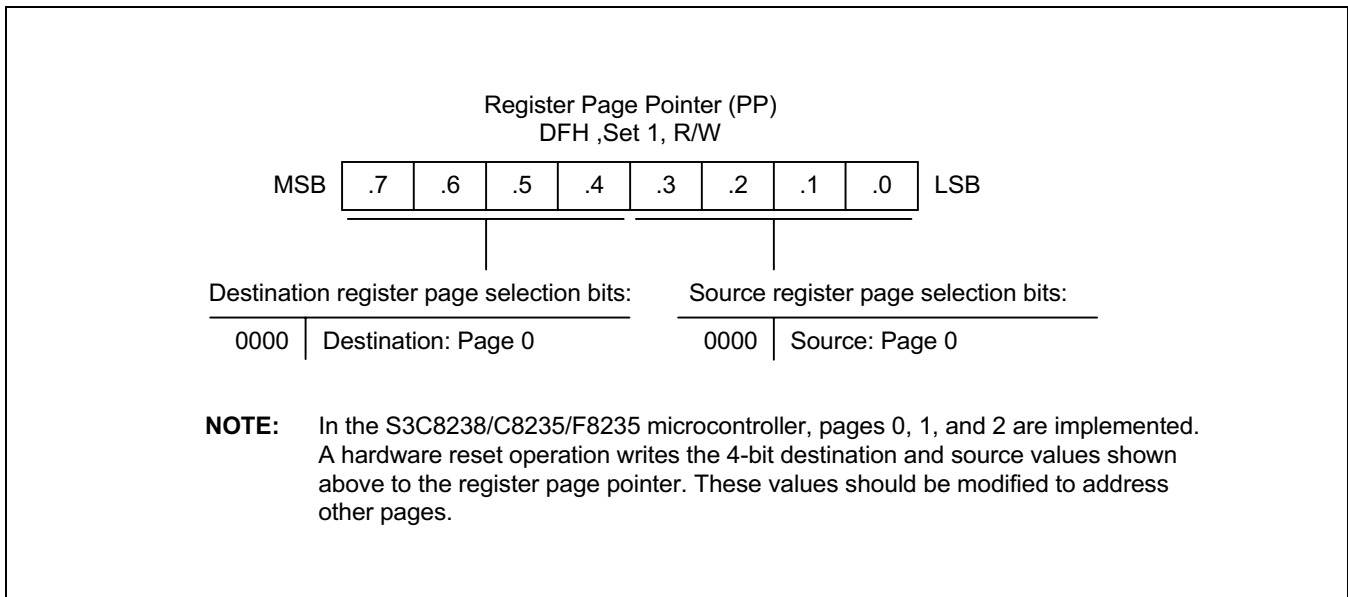 Register Page Pointer (PP)
DFH ,Set 1, R/W
MSB .7 .6 .5 .4 .3 .2 .1 .0 LSB
Destination register page selection bits:
0000 Destination: Page 0
Source register page selection bits:
0000 Source: Page 0
NOTE: In the S3C8238/C8235/F8235 microcontroller, pages 0, 1, and 2 are implemented.
A hardware reset operation writes the 4-bit destination and source values shown
above to the register page pointer. These values should be modified to address
other pages.